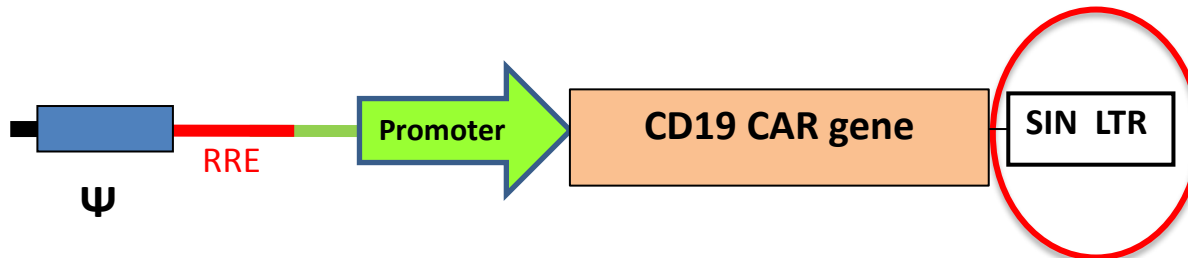 Ψ
RRE
Promoter
CD19 CAR gene
SIN LTR